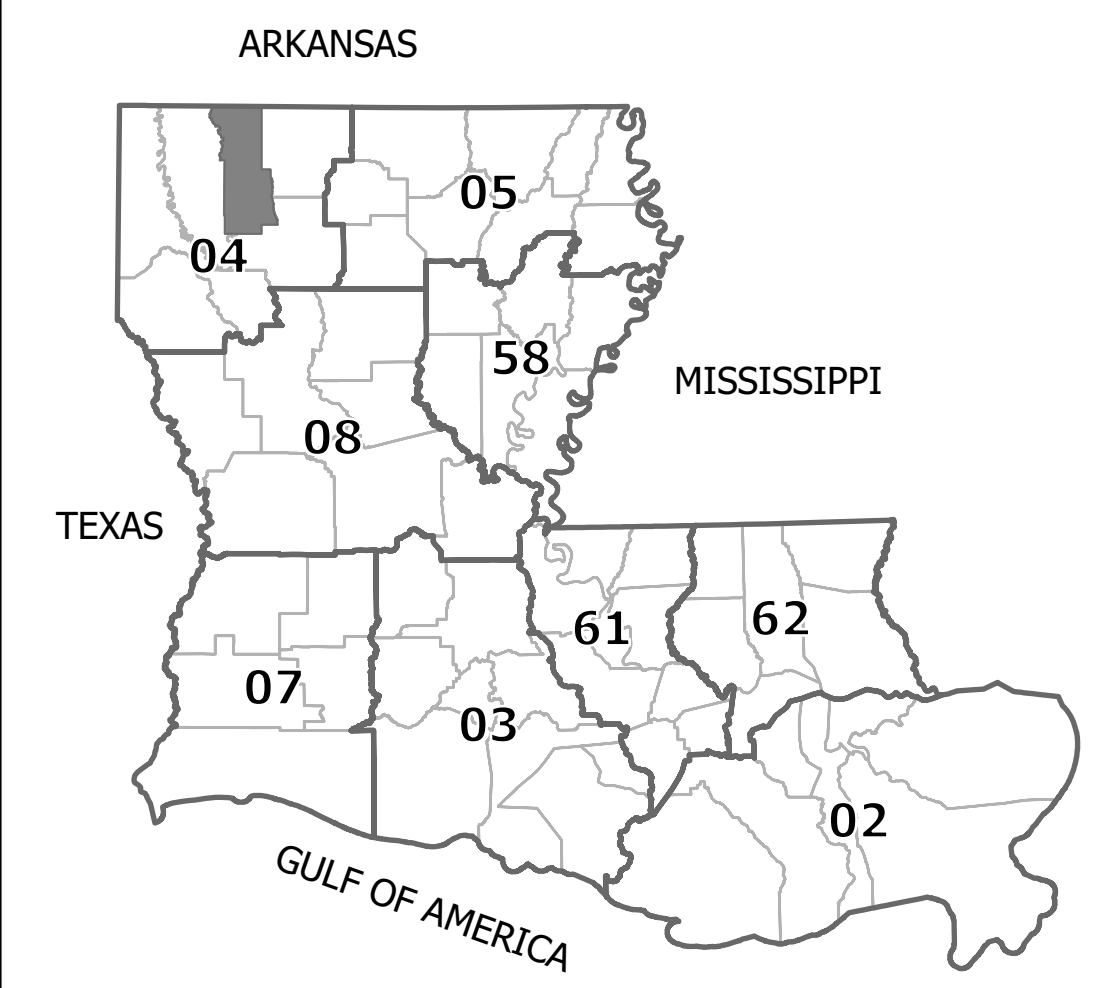 ARKANSAS
05
04
58
MISSISSIPPI
08
TEXAS
62
61
07
03
02
GULF OF AMERICA